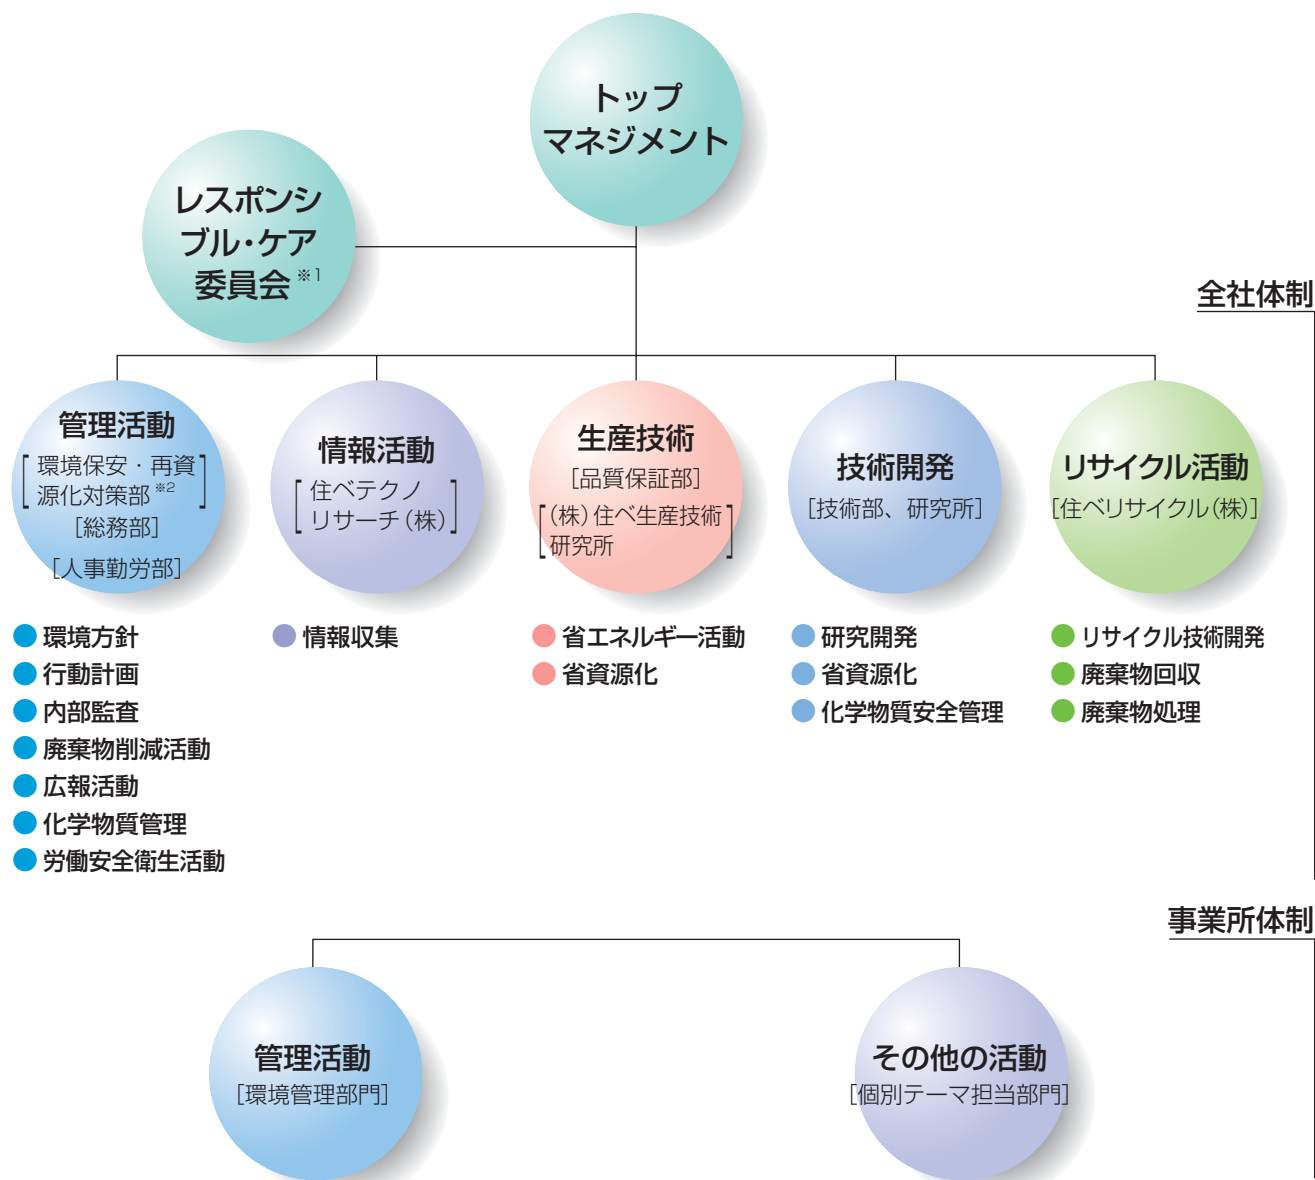 トップ
マネジメント
レスポンシ
ブル・ケア
委員会※1
全社体制
管理活動
[環境保安・再資
源化対策部※2]
[総務部]
[人事勤労部]
情報活動
[住ベテクノ
リサーチ(株)]
生産技術
[品質保証部]
[(株)住ベ生産技術
研究所]
技術開発
[技術部、研究所]
リサイクル活動
[住ベリサイクル(株)]
●環境方針
●行動計画
●内部監査
●廃棄物削減活動
●広報活動
●化学物質管理
●労働安全衛生活動
●情報収集
●省エネルギー活動
●省資源化
●研究開発
●省資源化
●化学物質安全管理
●リサイクル技術開発
●廃棄物回収
●廃棄物処理
事業所体制
管理活動
[環境管理部門]
その他の活動
[個別テーマ担当部門]